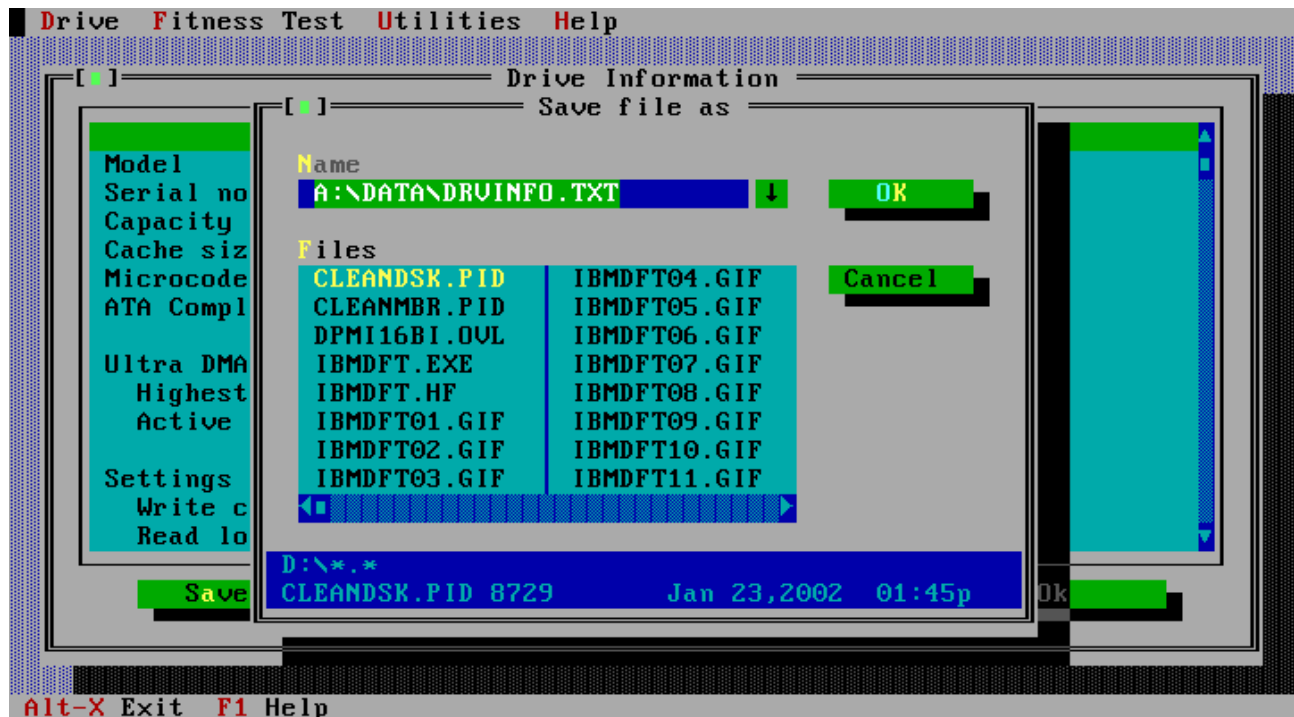 Drive Fitness Test Utilities Help
Drive Information
Save file as
Model
Serial no
Capacity
Cache siz
Microcode
ATA Compl
Ultra DMA
Highest
Active
Settings
Write c
Read lo
Name
A:\DATA\DRVINFO.TXT
OK
Files
Cancel
CLEANDSK.PID IBMDFT04.GIF
CLEANMBR.PID IBMDFT05.GIF
DPMI16BI.OVL IBMDFT06.GIF
IBMDFT.EXE IBMDFT07.GIF
IBMDFT.HF IBMDFT08.GIF
IBMDFT01.GIF IBMDFT09.GIF
IBMDFT02.GIF IBMDFT10.GIF
IBMDFT03.GIF IBMDFT11.GIF
D:\*.*
CLEANDSK.PID 8729 Jan 23,2002 01:45p
Save
Ok
Alt-X Exit F1 Help